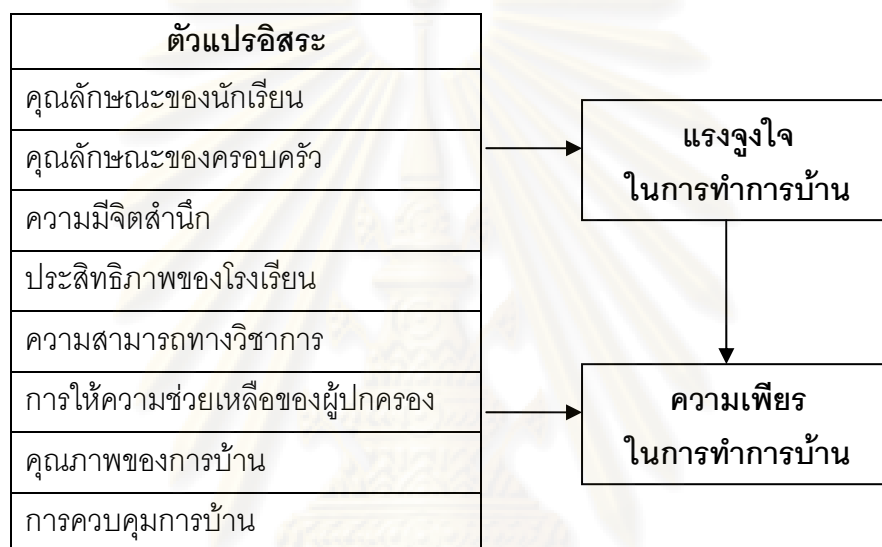 ตัวแปรอิสระ
คุณลักษณะของนักเรียน
คุณลักษณะของครอบครัว
ความมีจิตสำนึก
ประสิทธิภาพของโรงเรียน
ความสามารถทางวิชาการ
การให้ความช่วยเหลือของผู้ปกครอง
คุณภาพของการบ้าน
การควบคุมการบ้าน
แรงจูงใจ
ในการทำการบ้าน
ความเพียร
ในการทำการบ้าน